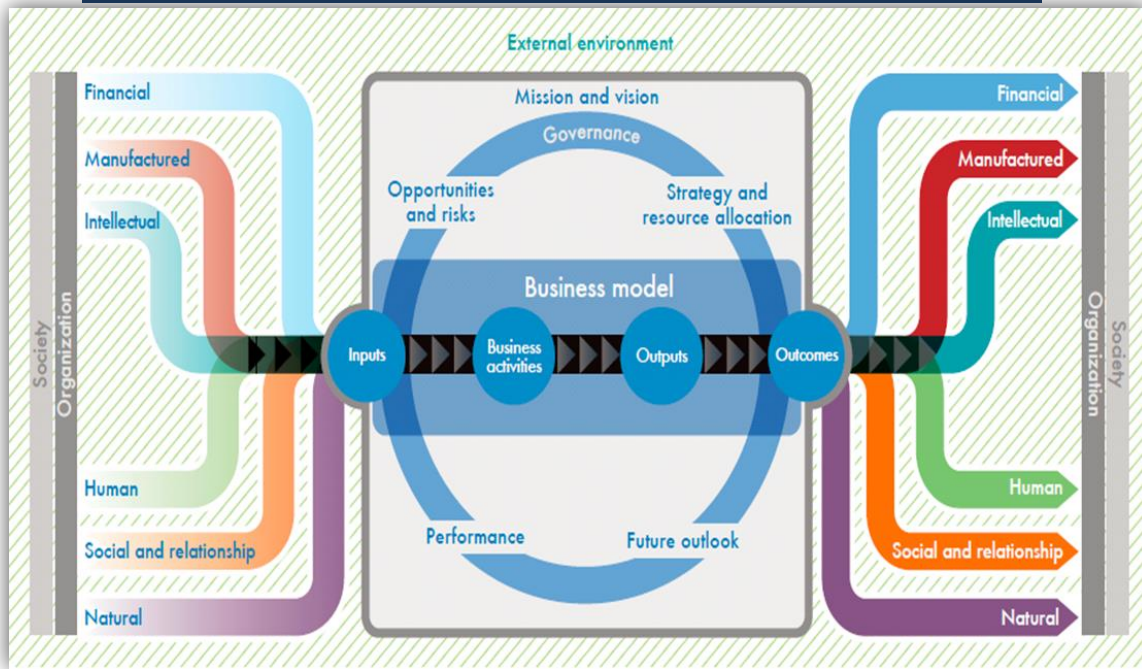 External environment
Society
Organization
Financial
Manufactured
Intellectual
Human
Social and relationship
Natural
Mission and vision
Governance
Opportunities
and risks
Strategy and
resource allocation
Business model
Inputs
Business
activities
Outputs
Outcomes
Performance
Future outlook
Financial
Manufactured
Intellectual
Human
Social and relationship
Natural
Organization
Society